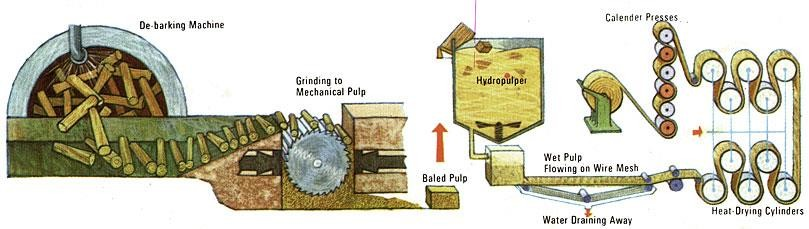 De-barking Machine
Grinding to
Mechanical Pulp
Baled Pulp
Hydropulper
Wet Pulp
Flowing on Wire Mesh
Water Draining Away
Calender Presses
Heat-Drying Cylinders